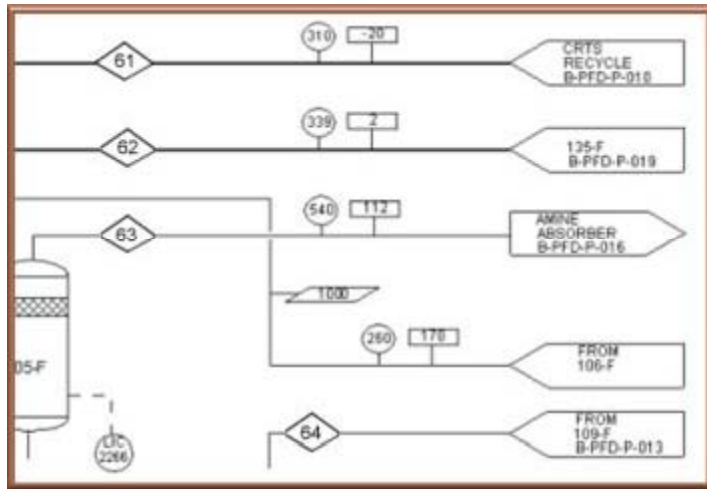 61
310
-20
CRTS
RECYCLE
B-PFD-P-010
62
339
2
135-F
B-PFD-P-019
63
540
112
AMINE
ABSORBER
B-PFD-P-016
1000
260
170
FROM
106-F
05-F
64
FROM
109-F
B-PFD-P-013
LIC
2266